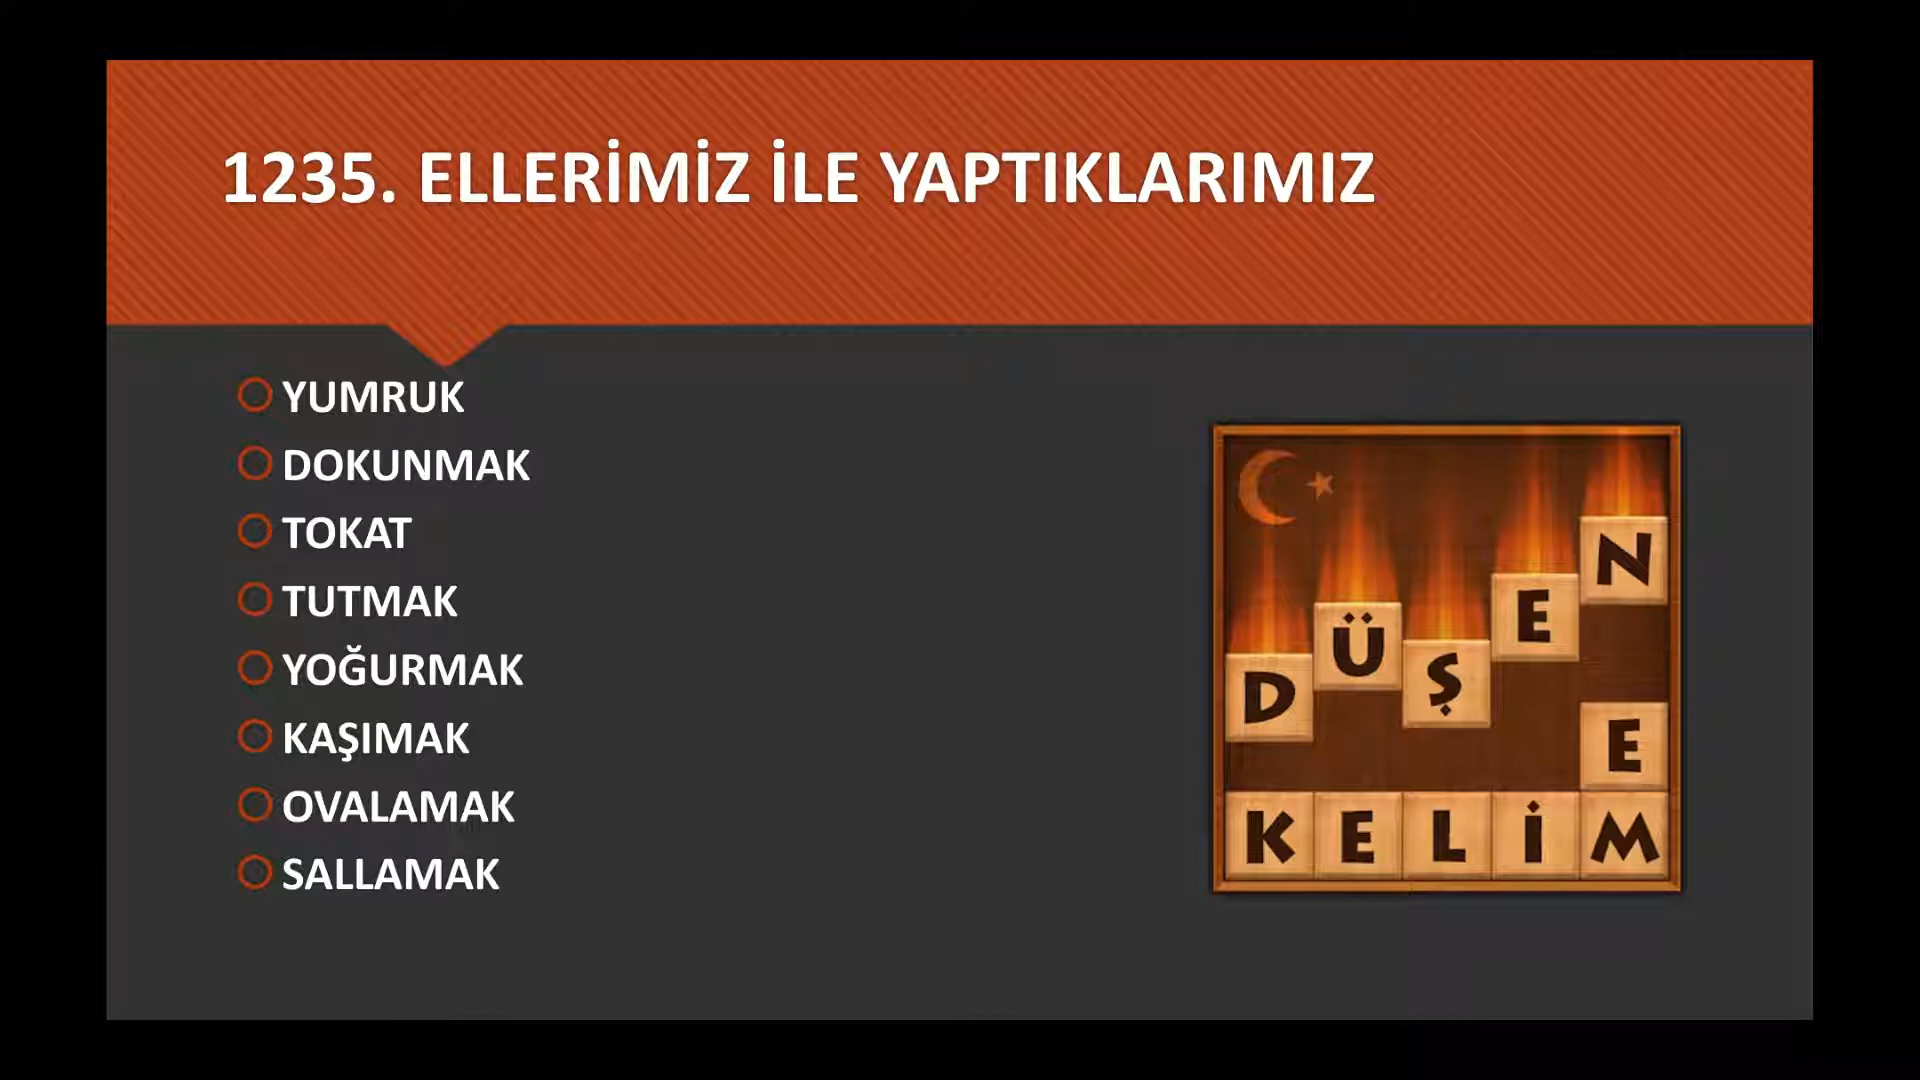 1235. ELLERİMİZ İLE YAPTIKLARIMIZ
YUMRUK
DOKUNMAK
TOKAT
TUTMAK
YOĞURMAK
KAŞIMAK
OVALAMAK
SALLAMAK
DÜŞEN
KELİME